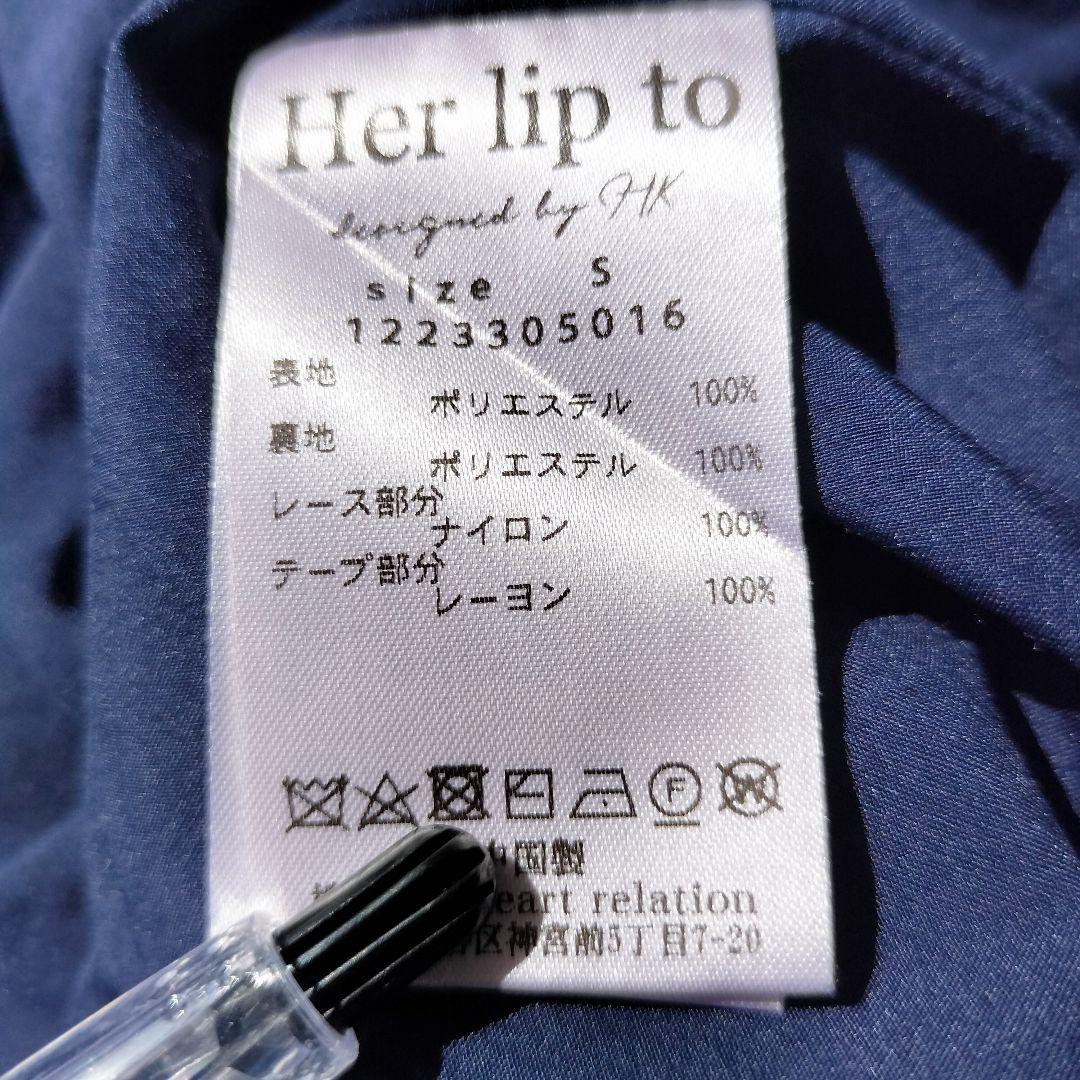 Her lip to
designed by HK
size S
1223305016
表地
ポリエステル 100%
裏地
ポリエステル 100%
レース部分
ナイロン 100%
テープ部分
レーヨン 100%
F
W
中国製
eart relation
区神宮前5丁目7-20